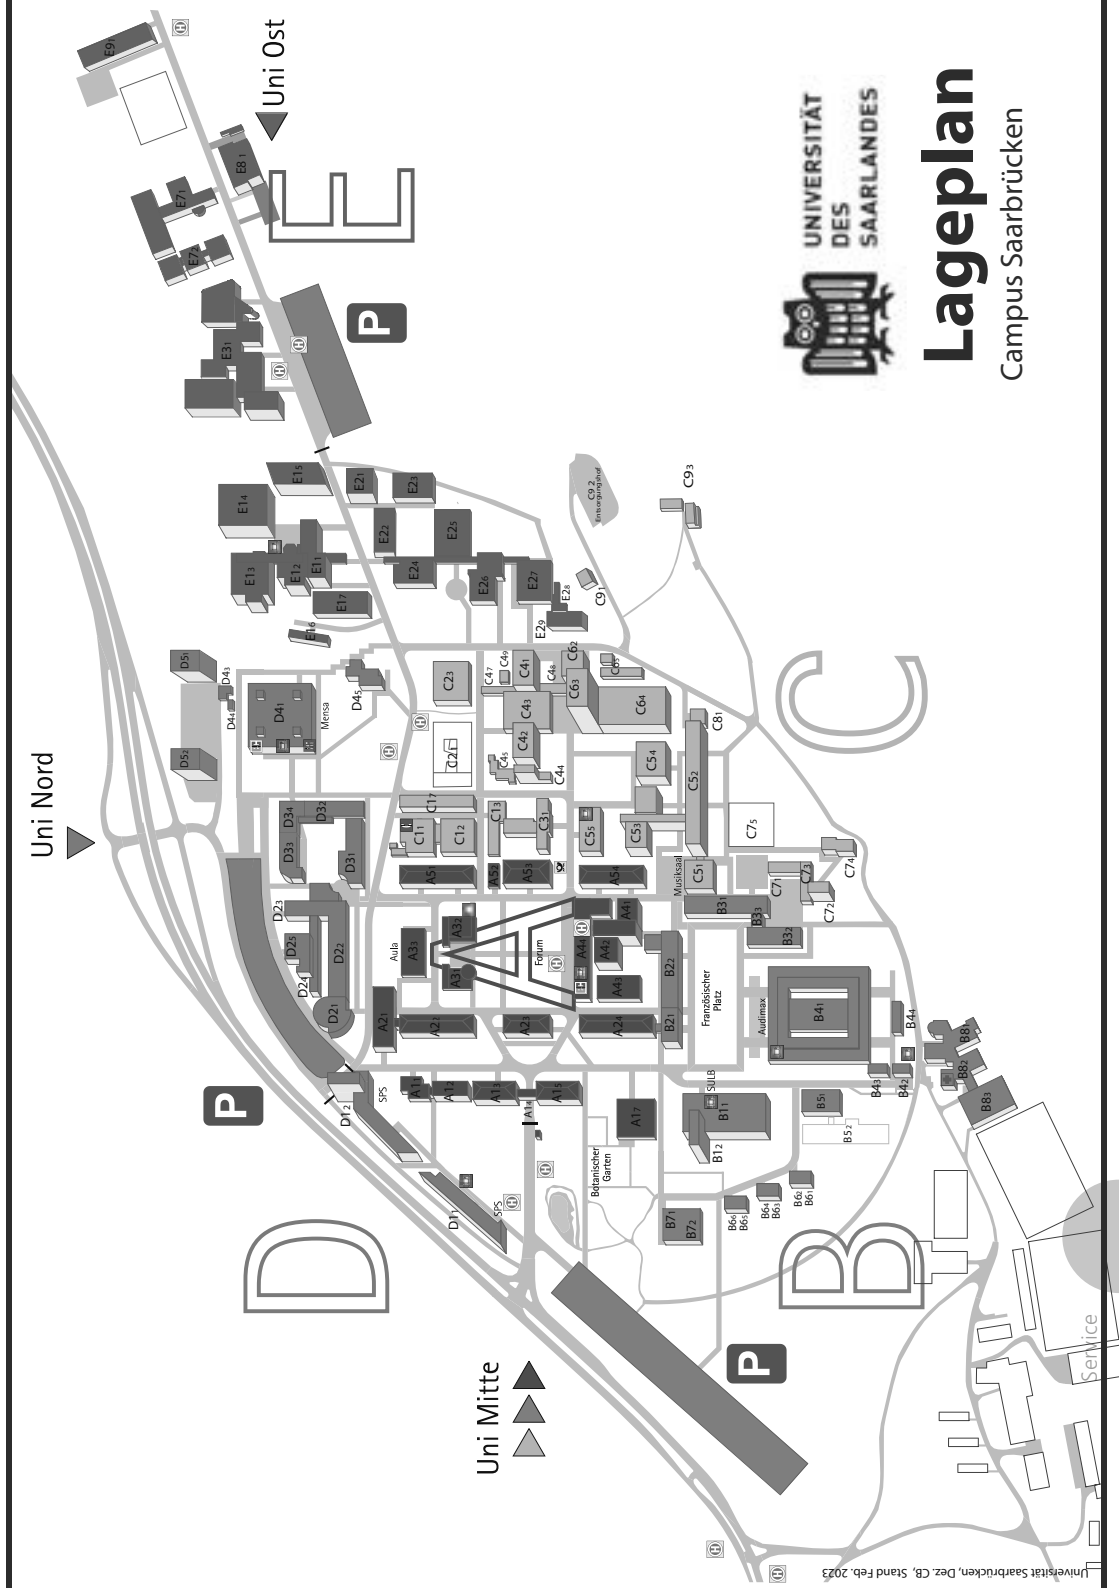 Lageplan
Campus Saarbrücken
UNIVERSITÄT
DES
SAARLANDES
Uni Ost
Uni Nord
Uni Mitte
E
D
C
B
A
P
P
P
E9 1
E8 1
E7 1
E7 2
E3 1
E1 5
E1 4
E1 3
E1 2
E1 1
E1 7
E1 6
E2 1
E2 3
E2 2
E2 5
E2 4
E2 6
E2 7
E2 8
E2 9
C9 2
Entsorgungshof
C9 3
C9 1
D5 1
D5 2
D4 3
D4 4
D4 1
Mensa
D4 5
C2 3
C2 1
C4 7
C4 9
C4 1
C4 8
C4 3
C4 2
C4 5
C4 4
C6 2
C6 3
C6 5
C6 4
C8 1
C5 4
C5 2
C5 5
C5 3
C5 1
Musiksaal
C7 5
C7 4
C7 3
C7 1
C7 2
C1 7
C1 1
C1 2
C1 3
C3 1
D3 4
D3 2
D3 3
D3 1
D2 3
D2 5
D2 2
D2 4
D2 1
D1 2
D1 1
SPS
SPS
A5 1
A5 2
A5 3
A5 4
Aula
A3 3
A3 2
A3 1
Forum
A4 1
A4 4
A4 2
A4 3
A2 1
A2 2
A2 3
A2 4
A1 1
A1 2
A1 3
A1 4
A1 5
A1 7
Botanischer
Garten
B3 1
B3 3
B3 2
B2 2
B2 1
Französischer
Platz
Audimax
B4 1
B4 4
B4 3
B4 2
SULB
B1 1
B1 2
B5 1
B5 2
B8 1
B8 2
B8 3
B7 1
B7 2
B6 6
B6 5
B6 4
B6 3
B6 2
B6 1
Service
Universität Saarbrücken, Dez. CB, Stand Feb. 2023